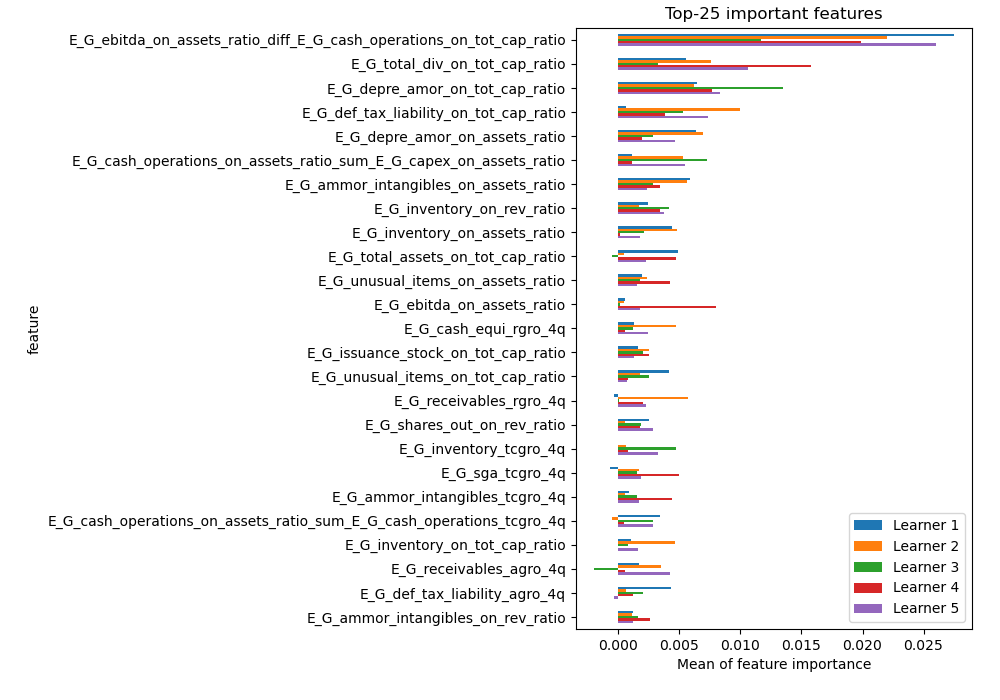 Top-25 important features
feature
E_G_ebitda_on_assets_ratio_diff_E_G_cash_operations_on_tot_cap_ratio
E_G_total_div_on_tot_cap_ratio
E_G_depre_amor_on_tot_cap_ratio
E_G_def_tax_liability_on_tot_cap_ratio
E_G_depre_amor_on_assets_ratio
E_G_cash_operations_on_assets_ratio_sum_E_G_capex_on_assets_ratio
E_G_ammor_intangibles_on_assets_ratio
E_G_inventory_on_rev_ratio
E_G_inventory_on_assets_ratio
E_G_total_assets_on_tot_cap_ratio
E_G_unusual_items_on_assets_ratio
E_G_ebitda_on_assets_ratio
E_G_cash_equi_rgro_4q
E_G_issuance_stock_on_tot_cap_ratio
E_G_unusual_items_on_tot_cap_ratio
E_G_receivables_rgro_4q
E_G_shares_out_on_rev_ratio
E_G_inventory_tcgro_4q
E_G_sga_tcgro_4q
E_G_ammor_intangibles_tcgro_4q
E_G_cash_operations_on_assets_ratio_sum_E_G_cash_operations_tcgro_4q
E_G_inventory_on_tot_cap_ratio
E_G_receivables_agro_4q
E_G_def_tax_liability_agro_4q
E_G_ammor_intangibles_on_rev_ratio
Learner 1
Learner 2
Learner 3
Learner 4
Learner 5
0.000 0.005 0.010 0.015 0.020 0.025
Mean of feature importance